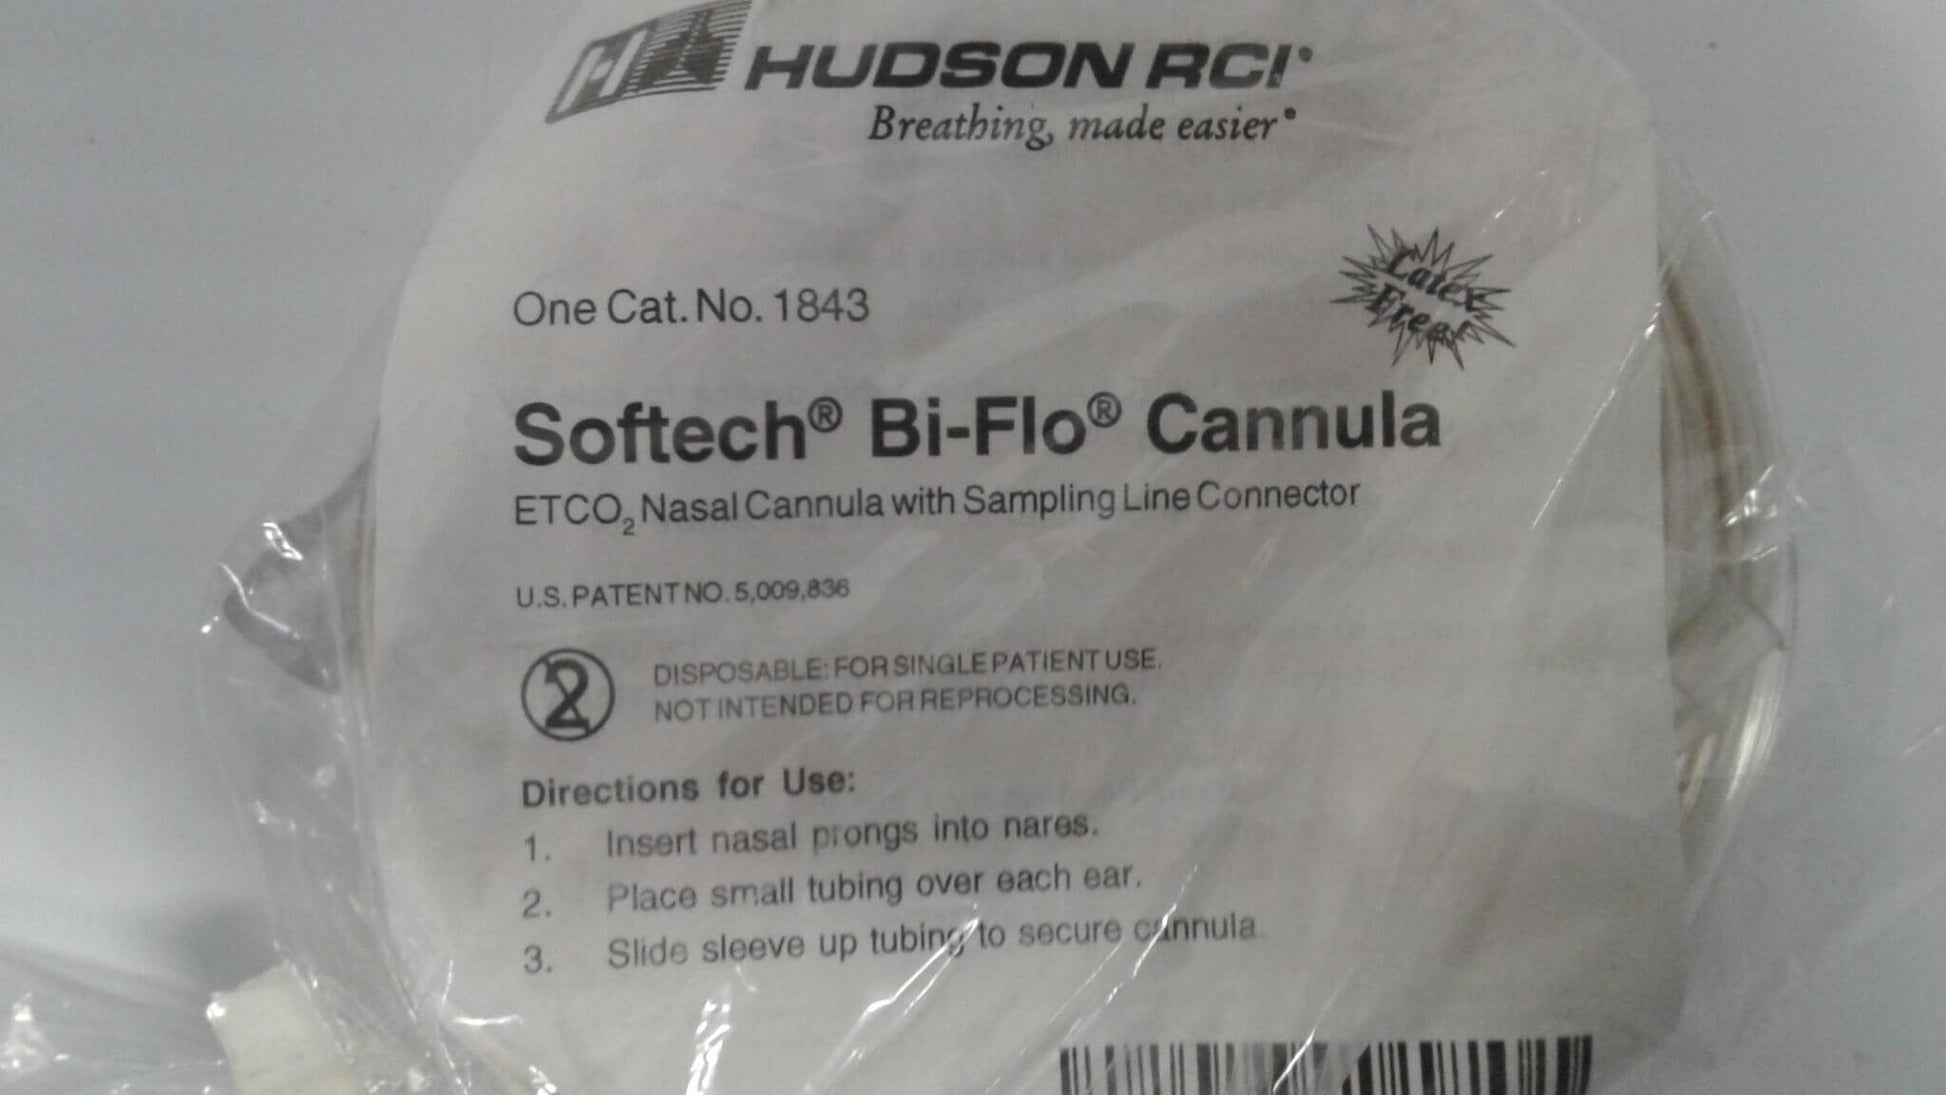 HUDSON RCI®
Breathing, made easier®
Latex
Free!
One Cat. No. 1843
Softech® Bi-Flo® Cannula
ETCO₂ Nasal Cannula with Sampling Line Connector
U.S. PATENT NO. 5,009,836
2
DISPOSABLE: FOR SINGLE PATIENT USE.
NOT INTENDED FOR REPROCESSING.
Directions for Use:
1. Insert nasal prongs into nares.
2. Place small tubing over each ear.
3. Slide sleeve up tubing to secure cannula.